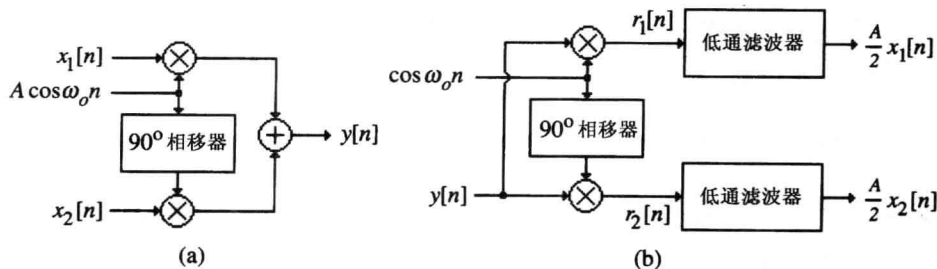 x₁[n]
A cos ωₒn
90° 相移器
x₂[n]
y[n]
(a)
cos ωₒn
90° 相移器
y[n]
r₁[n]
低通滤波器
A/2 x₁[n]
r₂[n]
低通滤波器
A/2 x₂[n]
(b)